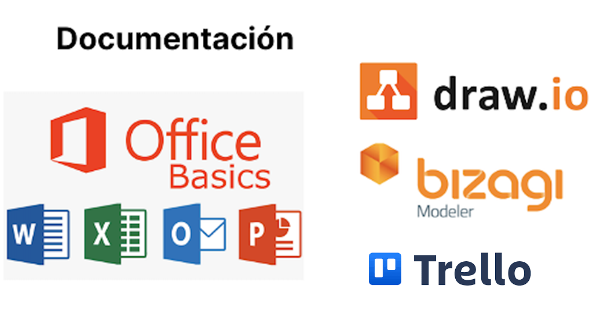 Documentación
Office
Basics
W
X
O
P
draw.io
bizagi
Modeler
Trello